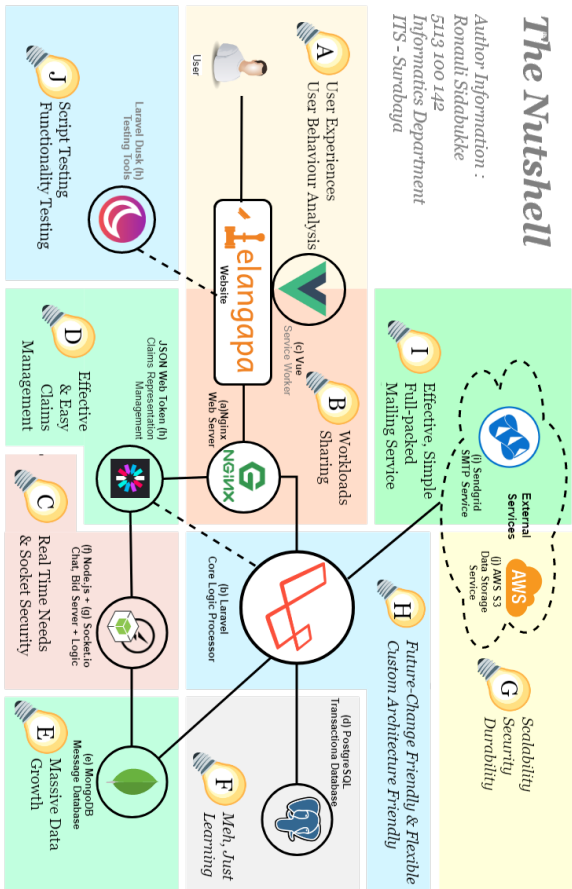 The Nutshell
Author Information :
Ronauli Sidabukke
5113 100 142
Informatics Department
ITS - Surabaya
A
User Experiences
User Behaviour Analysis
User
elangapa
Website
(c) Vue
Service Worker
B
Workloads
Sharing
(a)Nginx
Web Server
NGiNX
I
Effective, Simple
Full-packed
Mailing Service
(i) Sendgrid
SMTP Service
External
Services
AWS
(j) AWS S3
Data Storage
Service
G
Scalability
Security
Durability
H
Future-Change Friendly & Flexible
Custom Architecture Friendly
(b) Laravel
Core Logic Processor
(d) PostgreSQL
Transactiona Database
F
Meh, Just
Learning
J
Script Testing
Functionality Testing
Laravel Dusk (h)
Testing Tools
D
Effective
& Easy
Claims
Management
JSON Web Token (h)
Claims Representation
Management
C
Real Time Needs
& Socket Security
(f) Node.js + (g) Socket.io
Chat, Bid Server + Logic
E
Massive Data
Growth
(e) MongoDB
Message Database